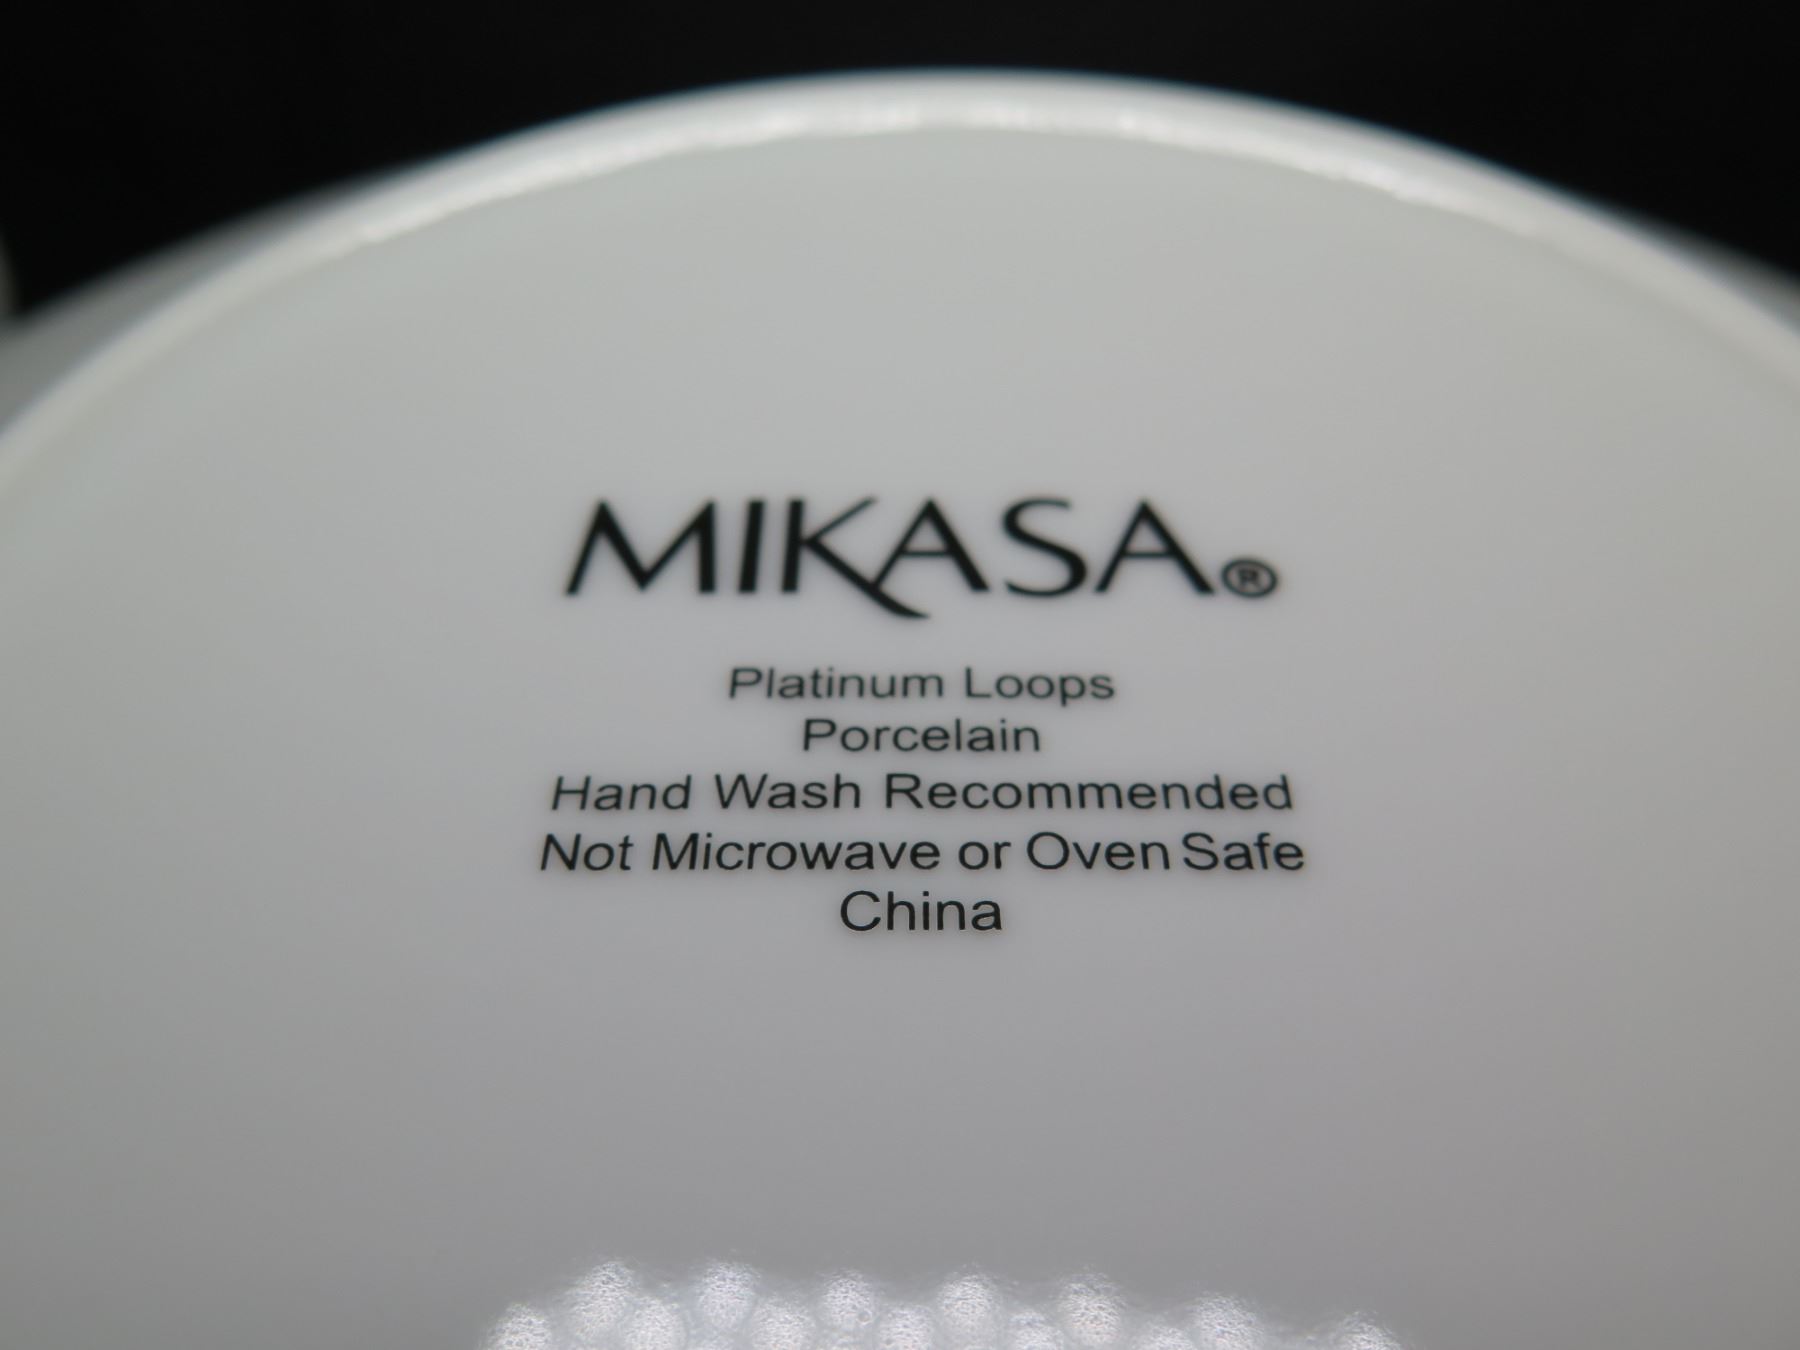 MIKASA®
Platinum Loops
Porcelain
Hand Wash Recommended
Not Microwave or Oven Safe
China